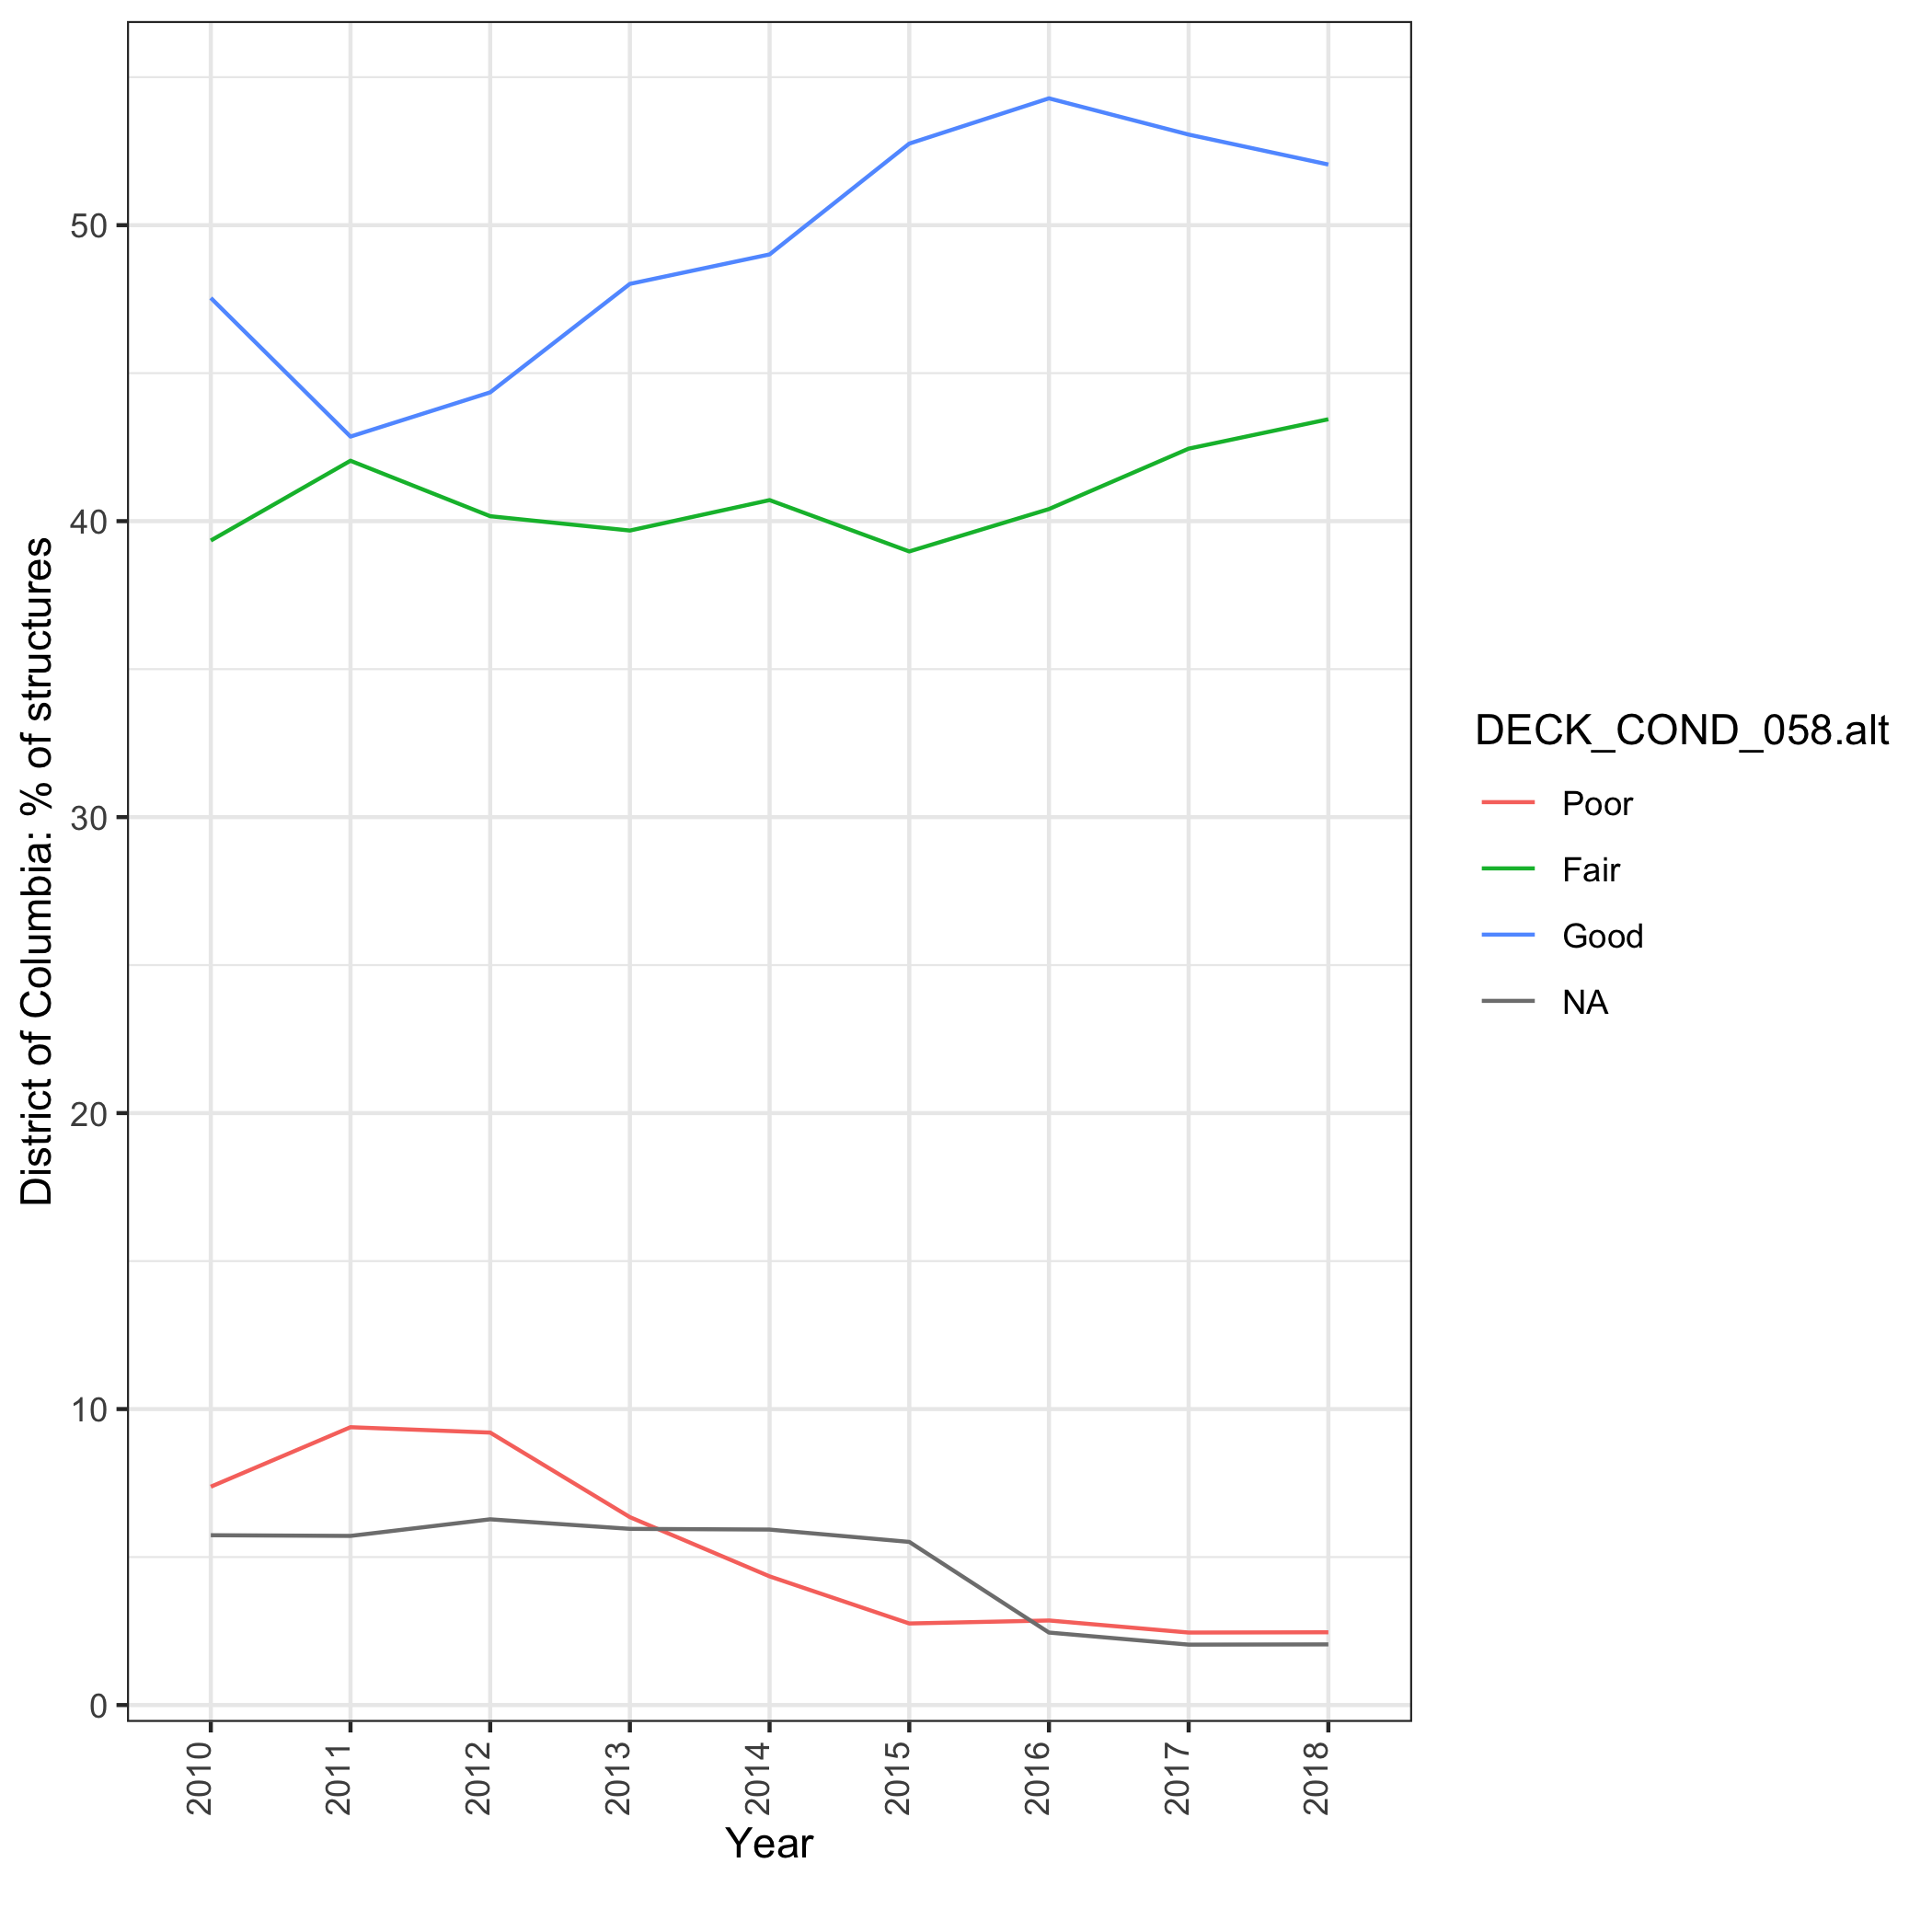 District of Columbia: % of structures
50
40
30
20
10
0
2010
2011
2012
2013
2014
2015
2016
2017
2018
Year
DECK_COND_058.alt
Poor
Fair
Good
NA